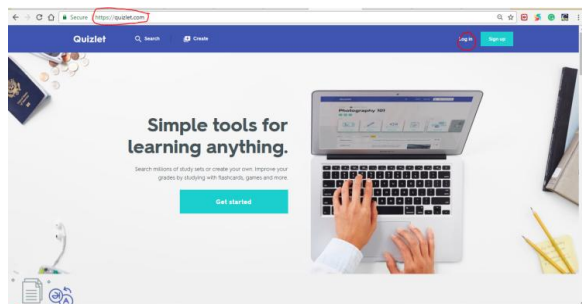 Secure https://quizlet.com
Quizlet Search Create Log in Sign up
Simple tools for
learning anything.
Search millions of study sets or create your own. Improve your
grades by studying with flashcards, games and more.
Get started
Quizlet
Photography 101